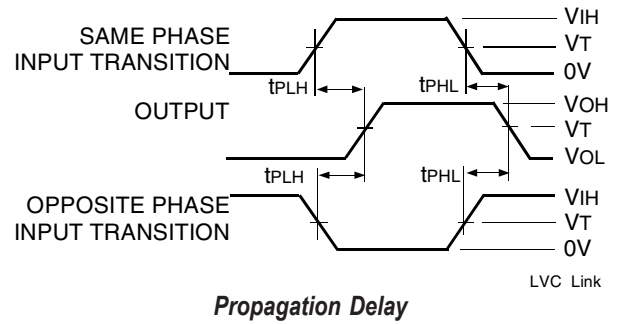 SAME PHASE
INPUT TRANSITION
VIH
VT
0V
tPLH
tPHL
OUTPUT
VOH
VT
VOL
tPLH
tPHL
OPPOSITE PHASE
INPUT TRANSITION
VIH
VT
0V
LVC Link
Propagation Delay